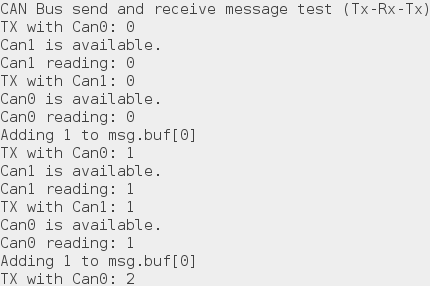 CAN Bus send and receive message test (Tx-Rx-Tx)
TX with Can0: 0
Can1 is available.
Can1 reading: 0
TX with Can1: 0
Can0 is available.
Can0 reading: 0
Adding 1 to msg.buf[0]
TX with Can0: 1
Can1 is available.
Can1 reading: 1
TX with Can1: 1
Can0 is available.
Can0 reading: 1
Adding 1 to msg.buf[0]
TX with Can0: 2